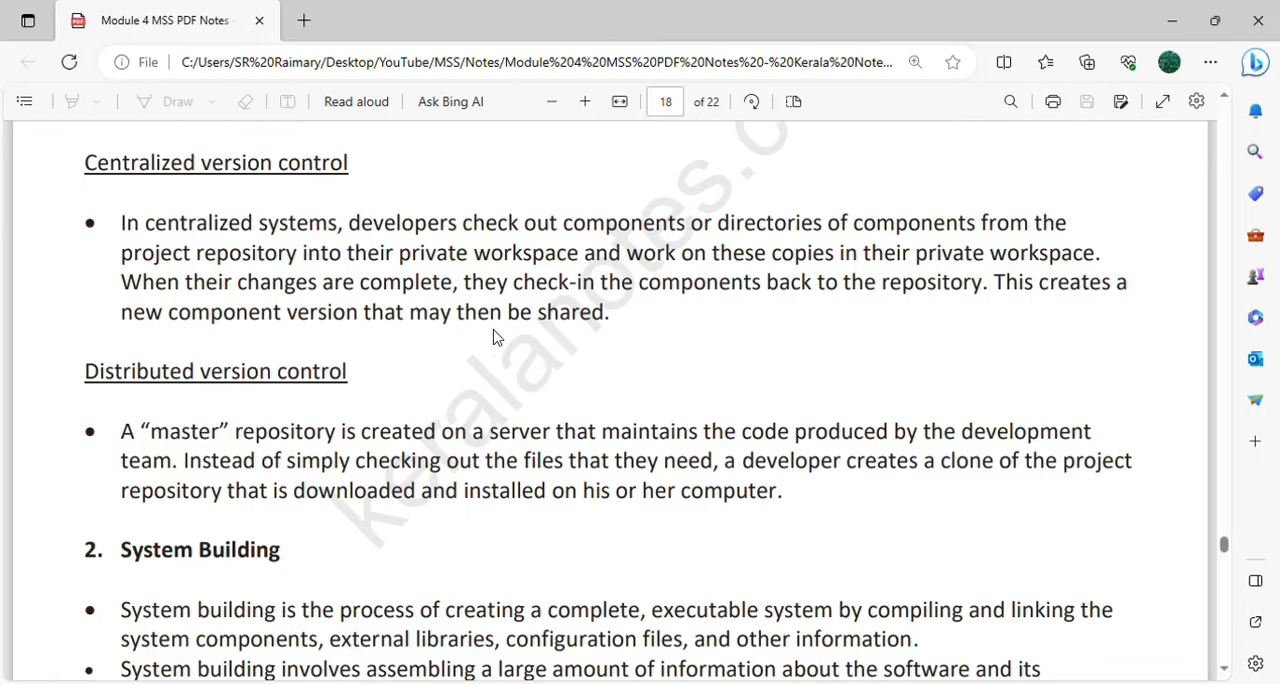 Module 4 MSS PDF Notes
File
C:/Users/SR%20Raimary/Desktop/YouTube/MSS/Notes/Module%204%20MSS%20PDF%20Notes%20-%20Kerala%20Note...
Draw
Read aloud
Ask Bing AI
18 of 22
Centralized version control
• In centralized systems, developers check out components or directories of components from the
project repository into their private workspace and work on these copies in their private workspace.
When their changes are complete, they check-in the components back to the repository. This creates a
new component version that may then be shared.
Distributed version control
• A “master” repository is created on a server that maintains the code produced by the development
team. Instead of simply checking out the files that they need, a developer creates a clone of the project
repository that is downloaded and installed on his or her computer.
2. System Building
• System building is the process of creating a complete, executable system by compiling and linking the
system components, external libraries, configuration files, and other information.
• System building involves assembling a large amount of information about the software and its
keralanotes.c